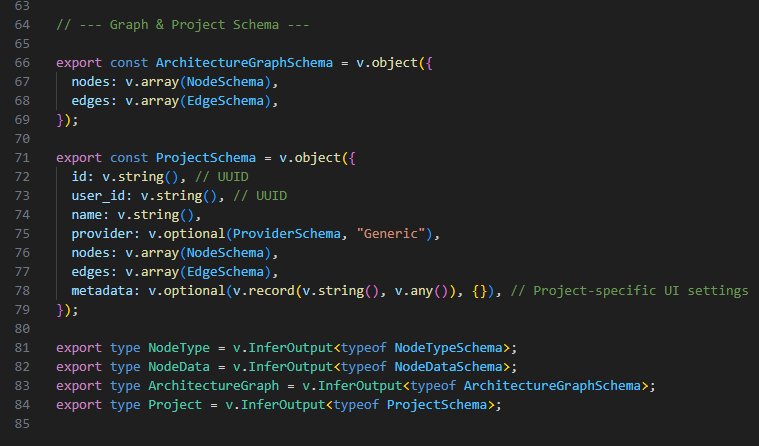 63
64 // --- Graph & Project Schema ---
65
66 export const ArchitectureGraphSchema = v.object({
67   nodes: v.array(NodeSchema),
68   edges: v.array(EdgeSchema),
69 });
70
71 export const ProjectSchema = v.object({
72   id: v.string(), // UUID
73   user_id: v.string(), // UUID
74   name: v.string(),
75   provider: v.optional(ProviderSchema, "Generic"),
76   nodes: v.array(NodeSchema),
77   edges: v.array(EdgeSchema),
78   metadata: v.optional(v.record(v.string(), v.any()), {}), // Project-specific UI settings
79 });
80
81 export type NodeType = v.InferOutput<typeof NodeTypeSchema>;
82 export type NodeData = v.InferOutput<typeof NodeDataSchema>;
83 export type ArchitectureGraph = v.InferOutput<typeof ArchitectureGraphSchema>;
84 export type Project = v.InferOutput<typeof ProjectSchema>;
85